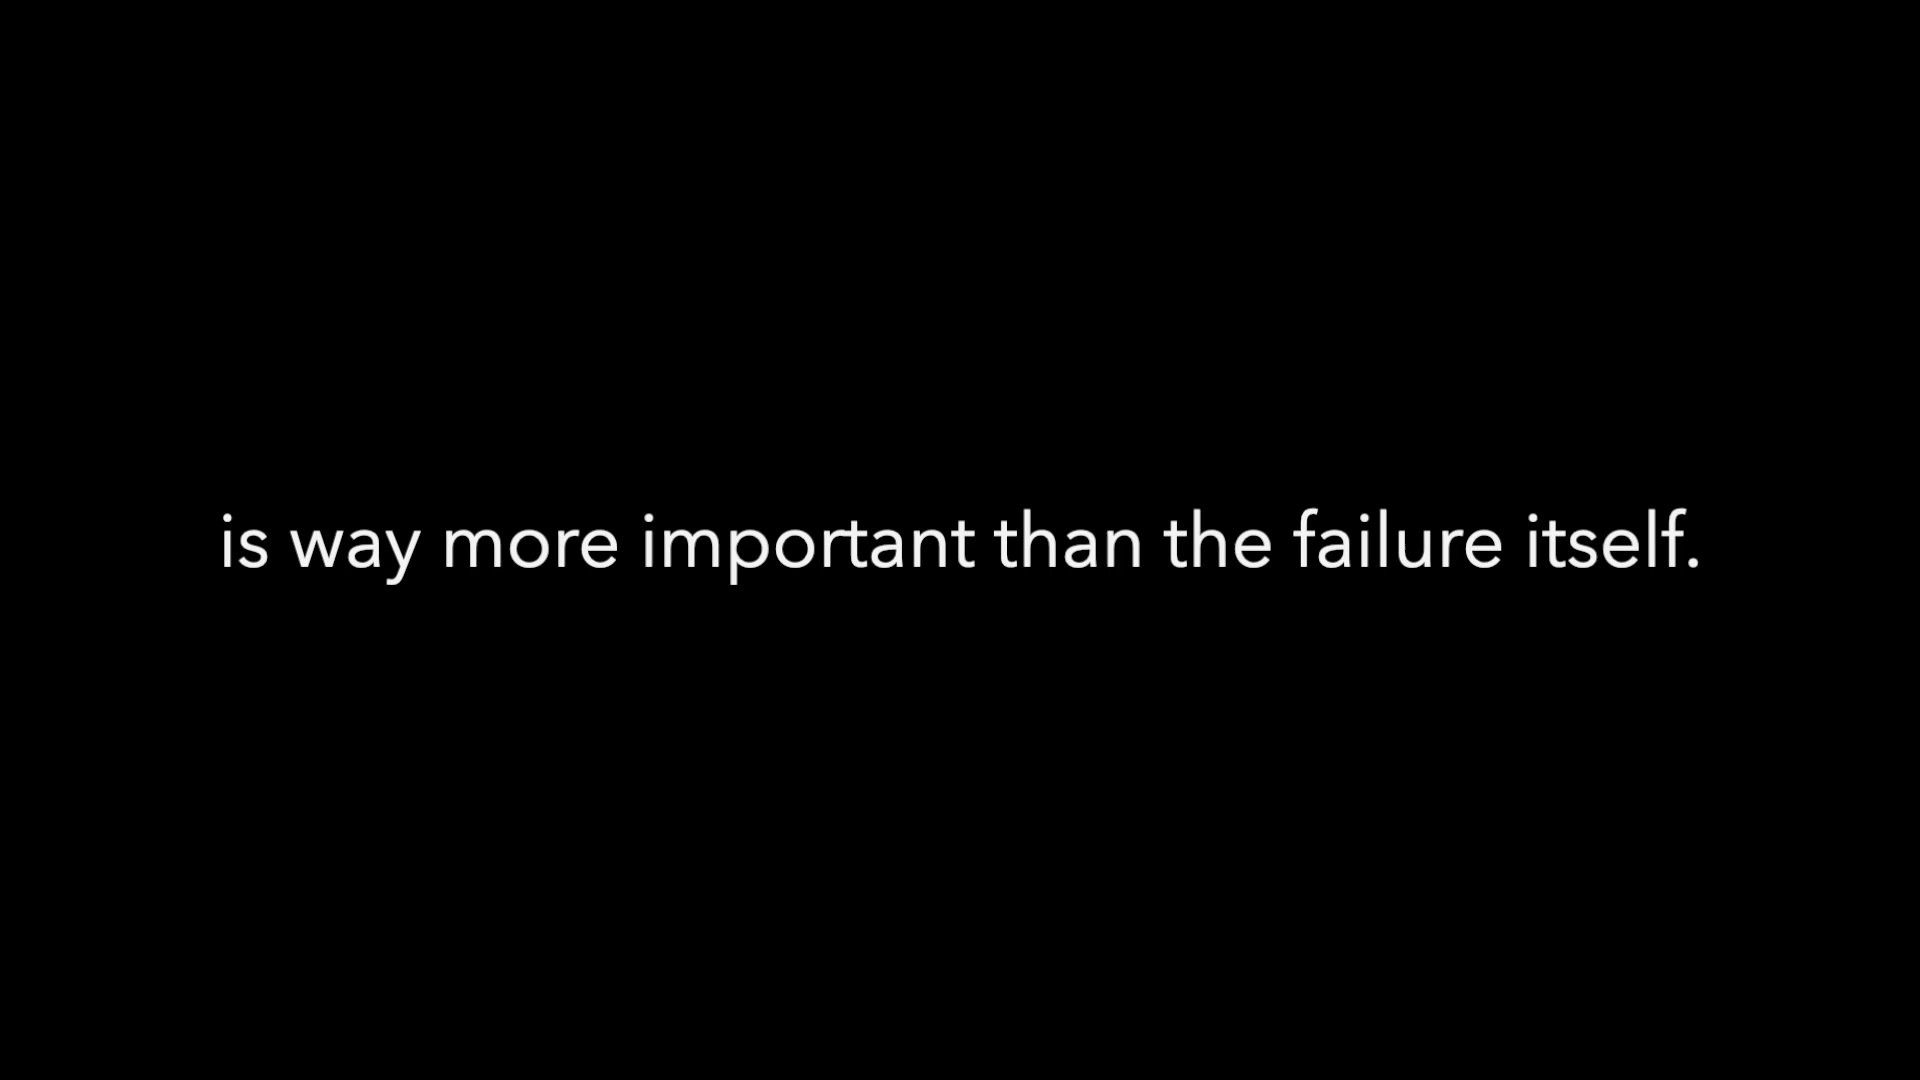 is way more important than the failure itself.